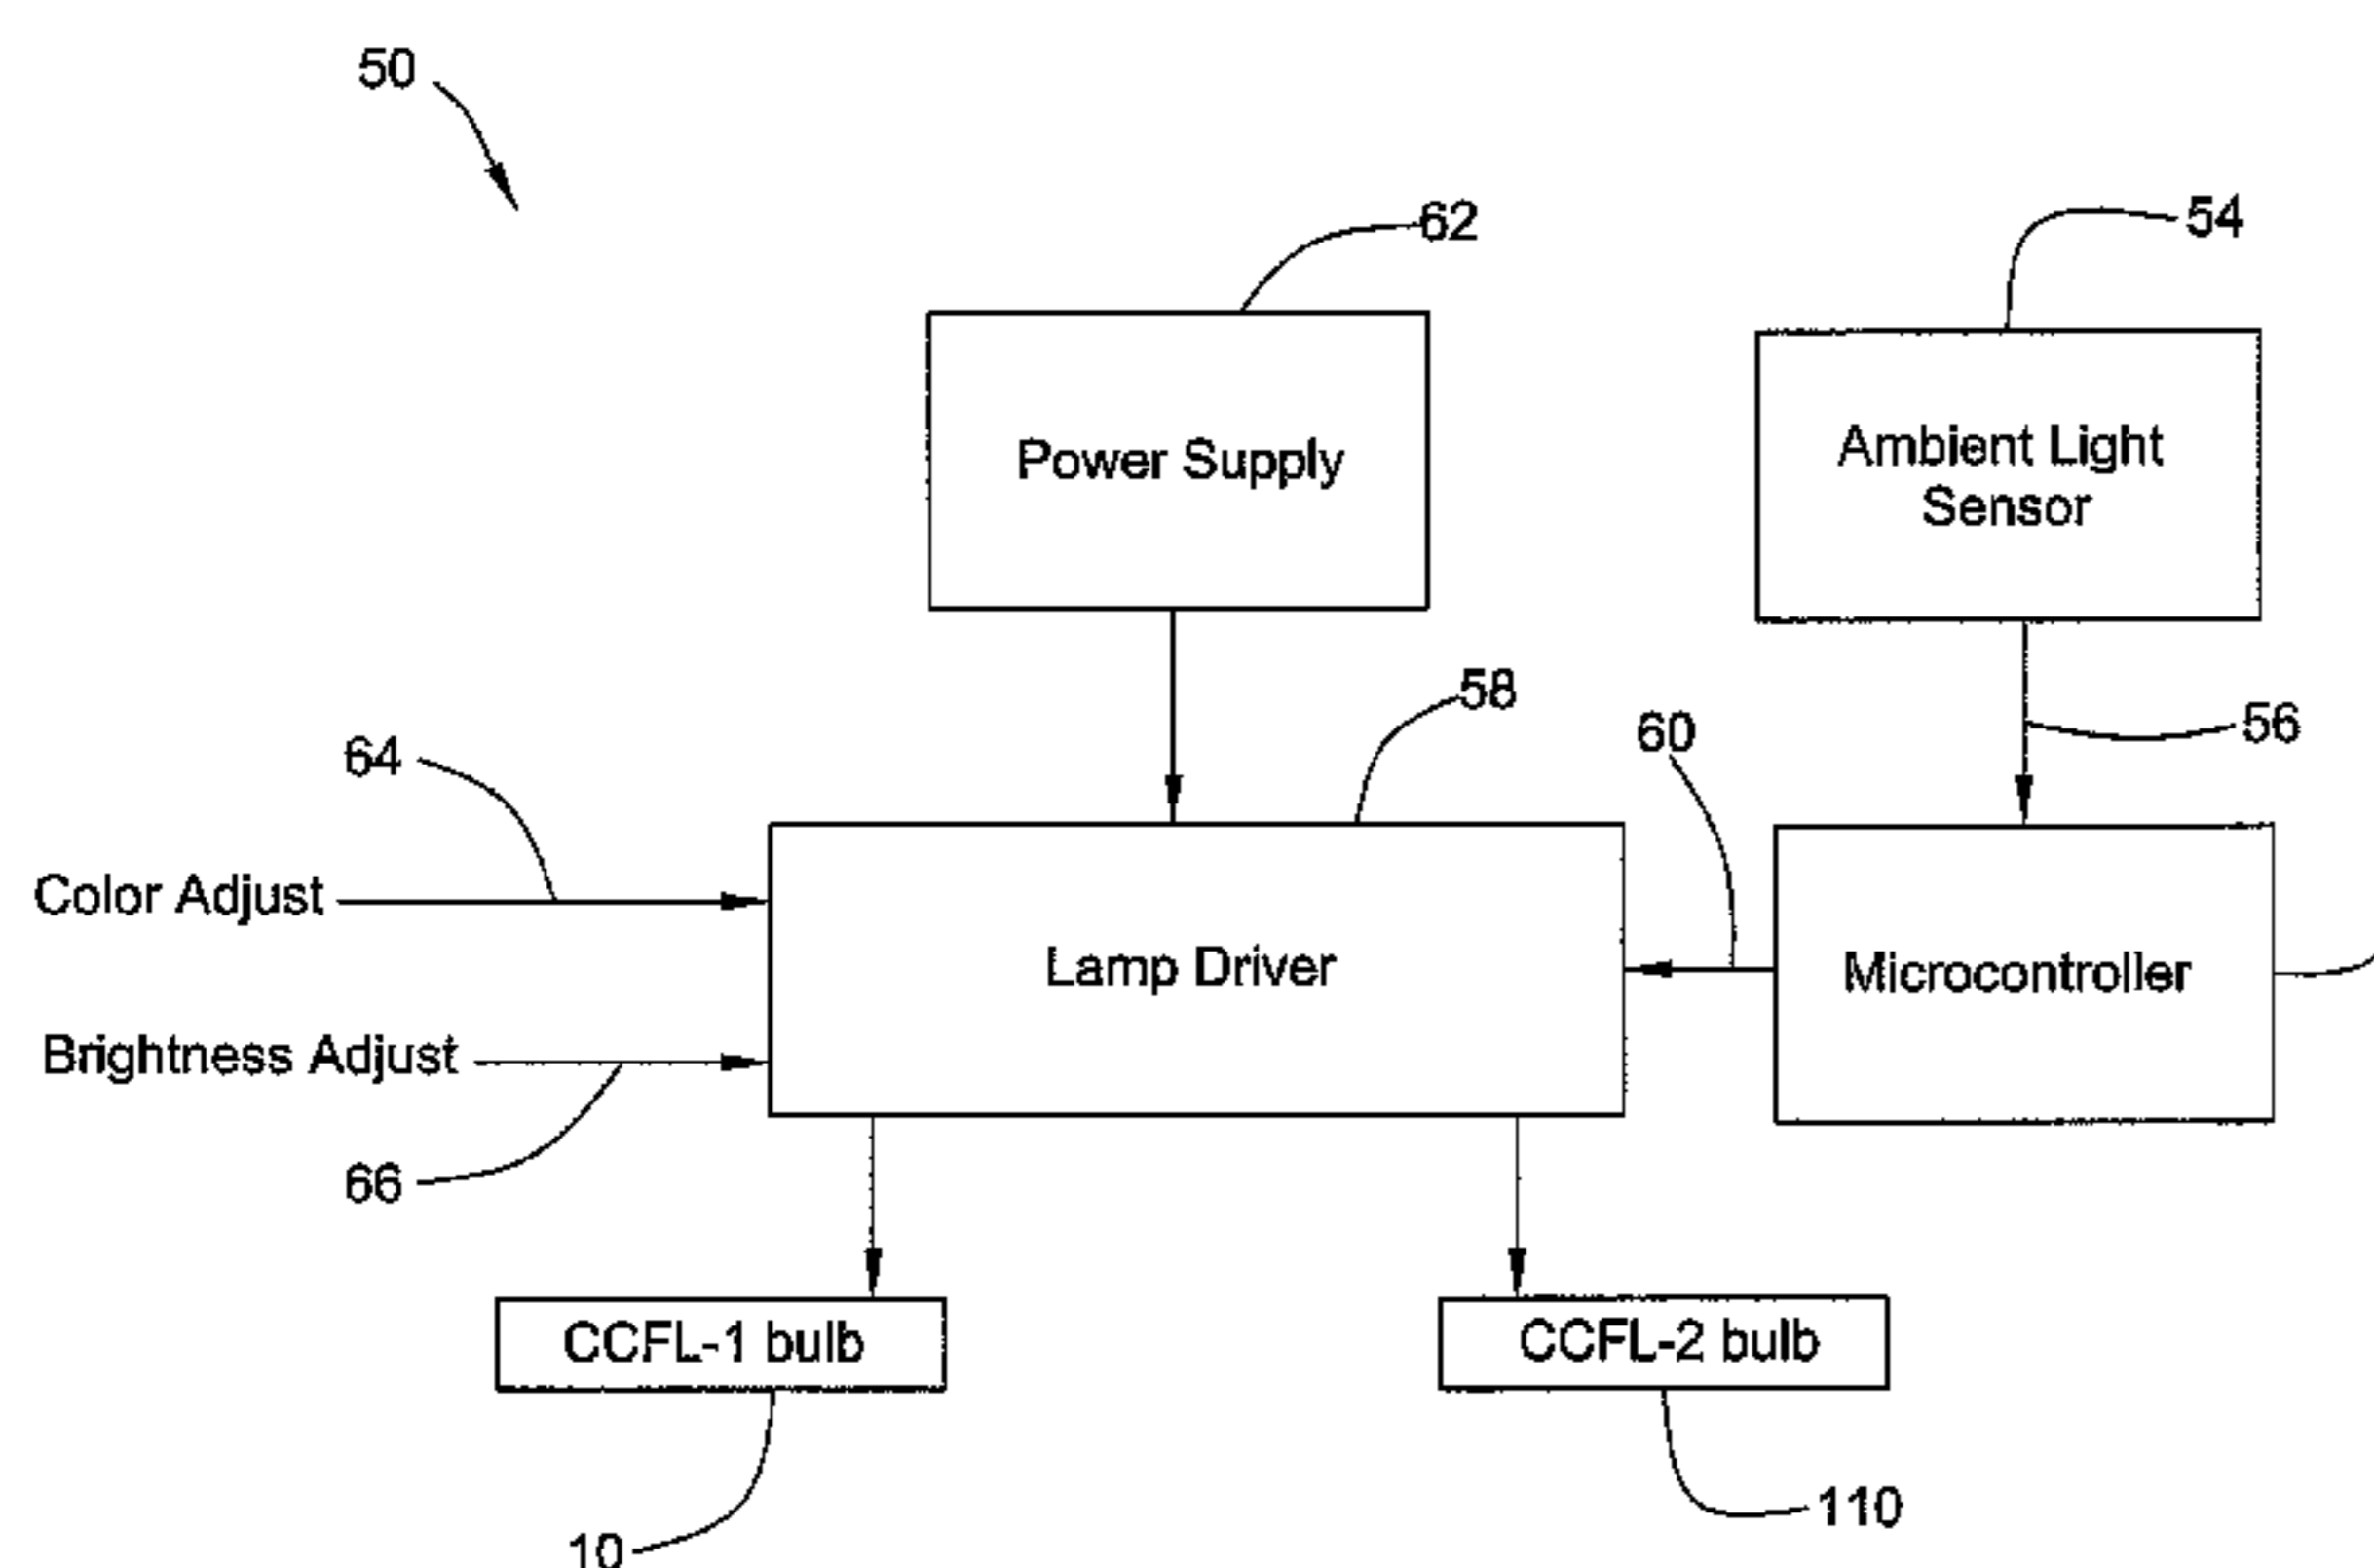 50
62
54
Power Supply
Ambient Light
Sensor
58
60
56
64
Color Adjust
Lamp Driver
Microcontroller
Brightness Adjust
66
CCFL-1 bulb
CCFL-2 bulb
110
10